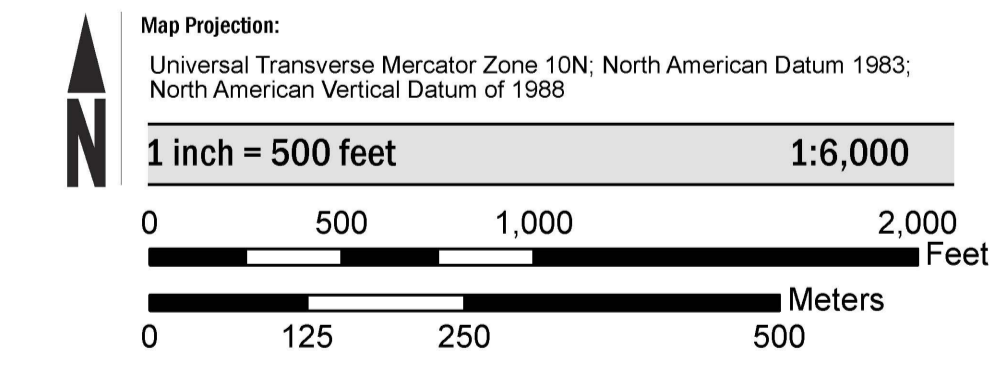 Map Projection:
Universal Transverse Mercator Zone 10N; North American Datum 1983;
North American Vertical Datum of 1988
N
1 inch = 500 feet 1:6,000
0 500 1,000 2,000
Feet
Meters
0 125 250 500